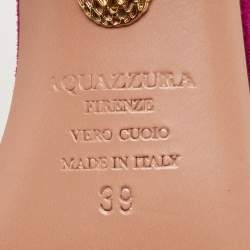 AQUAZZURA
FIRENZE
VERO CUOIO
MADE IN ITALY
39